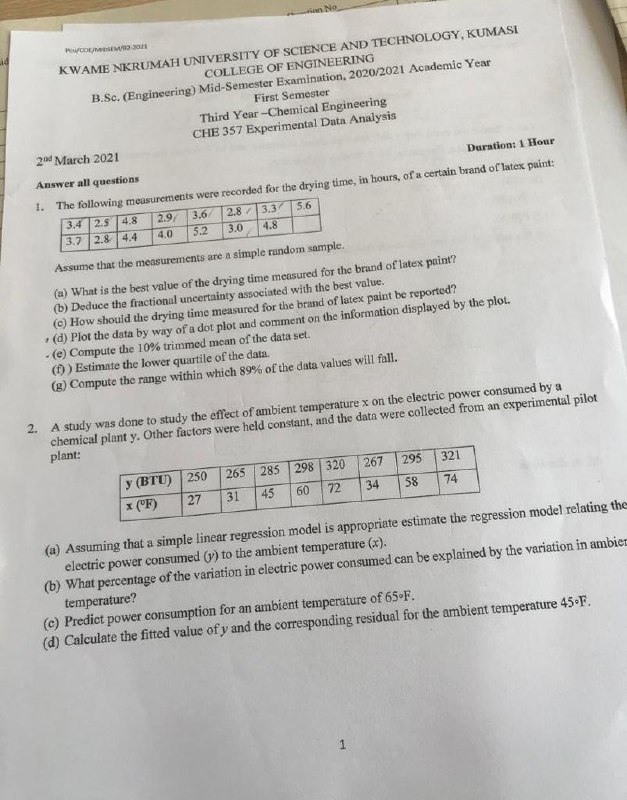 PCU/CDE/MIDSEM/02-2021
KWAME NKRUMAH UNIVERSITY OF SCIENCE AND TECHNOLOGY, KUMASI
COLLEGE OF ENGINEERING
B.Sc. (Engineering) Mid-Semester Examination, 2020/2021 Academic Year
First Semester
Third Year –Chemical Engineering
CHE 357 Experimental Data Analysis
2nd March 2021
Duration: 1 Hour
Answer all questions
1. The following measurements were recorded for the drying time, in hours, of a certain brand of latex paint:
3.4 2.5 4.8 2.9 3.6 2.8 3.3 5.6
3.7 2.8 4.4 4.0 5.2 3.0 4.8
Assume that the measurements are a simple random sample.
(a) What is the best value of the drying time measured for the brand of latex paint?
(b) Deduce the fractional uncertainty associated with the best value.
(c) How should the drying time measured for the brand of latex paint be reported?
(d) Plot the data by way of a dot plot and comment on the information displayed by the plot.
(e) Compute the 10% trimmed mean of the data set.
(f) ) Estimate the lower quartile of the data.
(g) Compute the range within which 89% of the data values will fall.
2. A study was done to study the effect of ambient temperature x on the electric power consumed by a
chemical plant y. Other factors were held constant, and the data were collected from an experimental pilot
plant:
y (BTU) 250 265 285 298 320 267 295 321
x (°F) 27 31 45 60 72 34 58 74
(a) Assuming that a simple linear regression model is appropriate estimate the regression model relating the
electric power consumed (y) to the ambient temperature (x).
(b) What percentage of the variation in electric power consumed can be explained by the variation in ambien
temperature?
(c) Predict power consumption for an ambient temperature of 65°F.
(d) Calculate the fitted value of y and the corresponding residual for the ambient temperature 45°F.
1